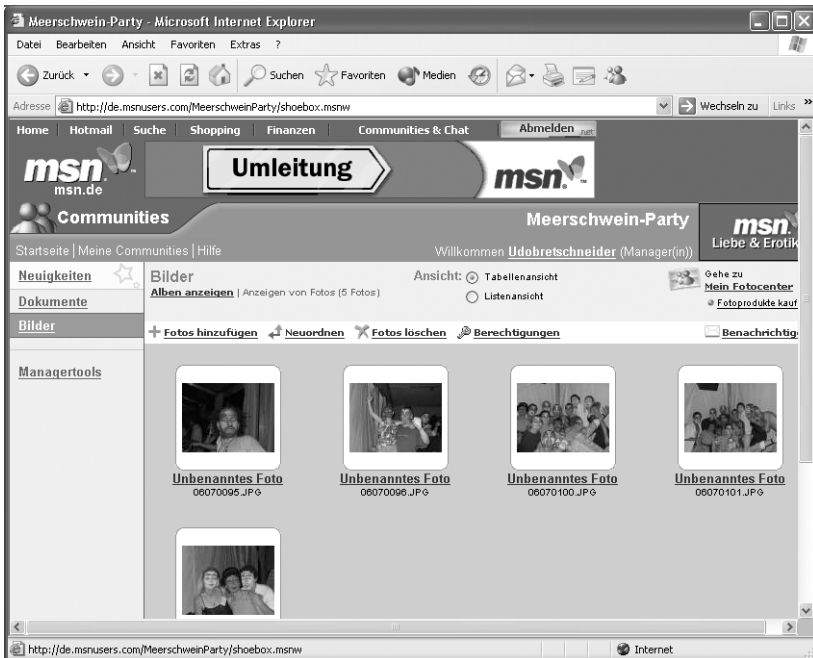 Meerschwein-Party - Microsoft Internet Explorer
Datei Bearbeiten Ansicht Favoriten Extras ?
Zurück Suchen Favoriten Medien
Adresse http://de.msnusers.com/MeerschweinParty/shoebox.msnw Wechseln zu Links »
Home | Hotmail | Suche | Shopping | Finanzen Communities & Chat Abmelden .net
msn.
msn.de
Umleitung
msn.
Communities
Meerschwein-Party
msn.
Liebe & Erotik
Startseite | Meine Communities | Hilfe
Willkommen Udobretschneider (Manager(in))
Neuigkeiten
Dokumente
Bilder
Managertools
Bilder
Alben anzeigen | Anzeigen von Fotos (5 Fotos)
Ansicht: Tabellenansicht
Listenansicht
Gehe zu
Mein Fotocenter
Fotoprodukte kauf
Fotos hinzufügen Neuordnen Fotos löschen Berechtigungen Benachrichtig
Unbenanntes Foto Unbenanntes Foto Unbenanntes Foto Unbenanntes Foto
06070095.JPG 06070096.JPG 06070100.JPG 06070101.JPG
http://de.msnusers.com/MeerschweinParty/shoebox.msnw Internet